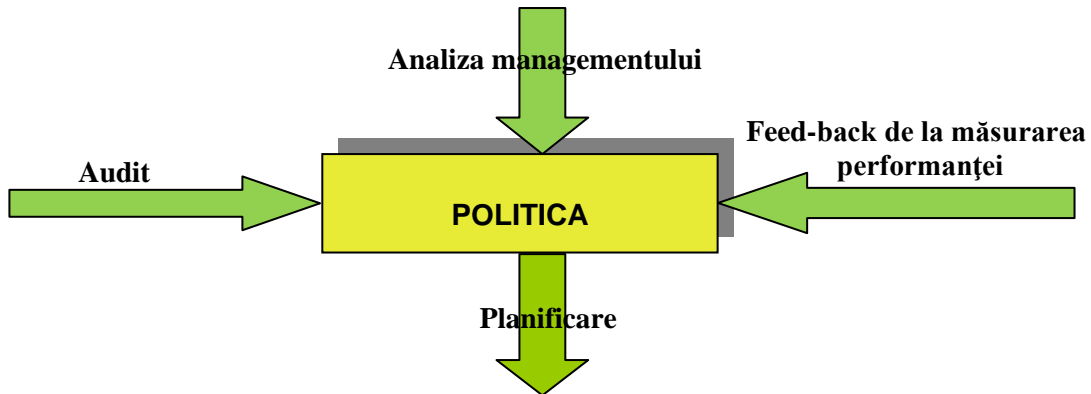 Analiza managementului
Feed-back de la măsurarea
performanţei
Audit
POLITICA
Planificare